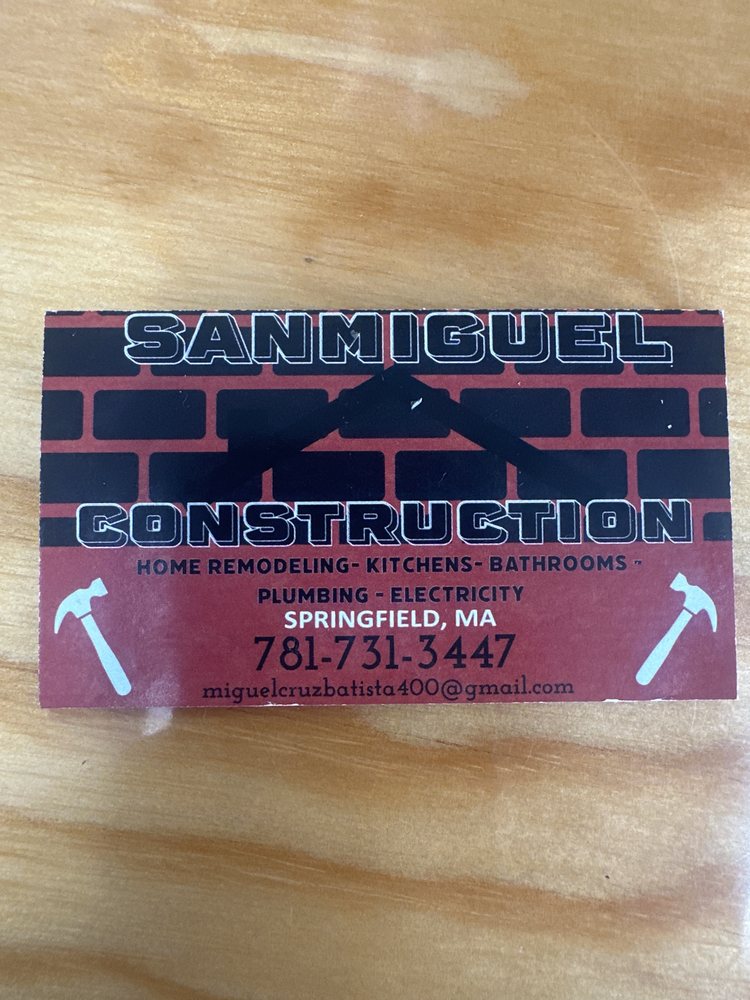 SANMIGUEL
CONSTRUCTION
HOME REMODELING- KITCHENS- BATHROOMS -
PLUMBING - ELECTRICITY
SPRINGFIELD, MA
781-731-3447
miguelcruzbatista400@gmail.com